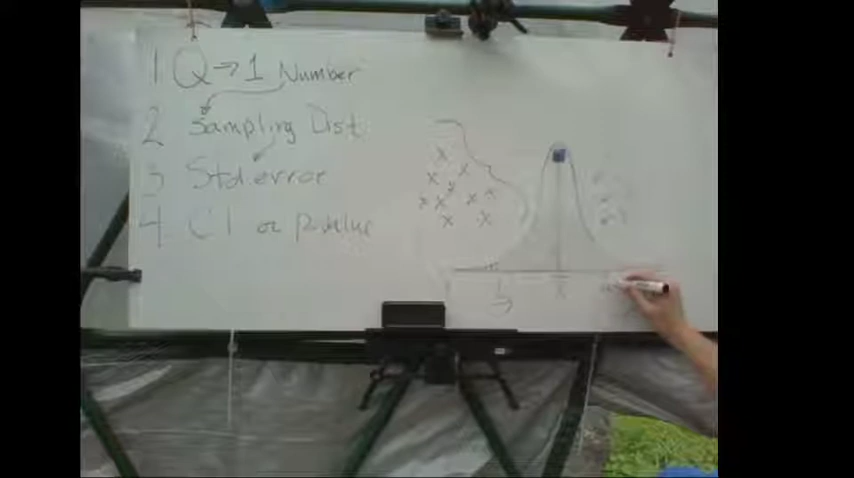 1 Q → 1 Number
2 Sampling Dist
3 Std error
4 CI or p-value